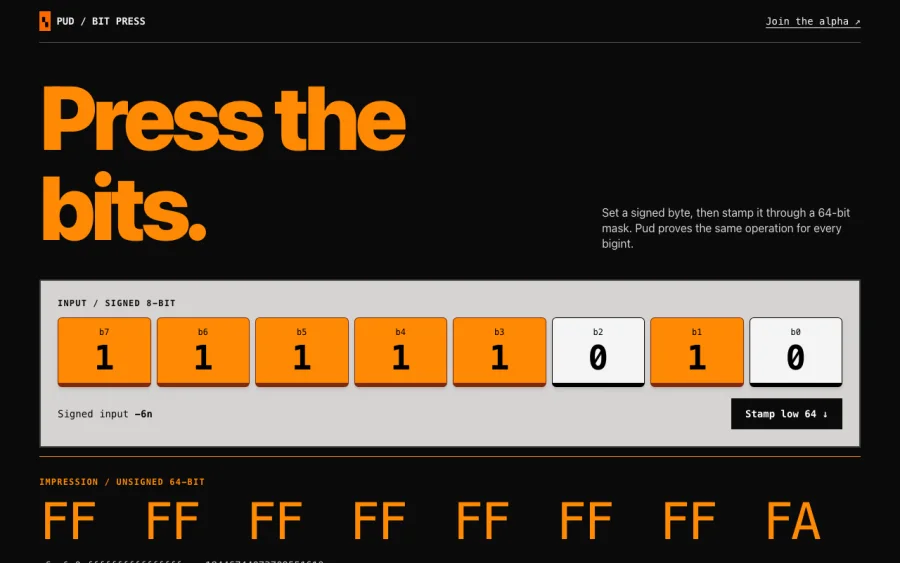 PUD / BIT PRESS
Join the alpha ↗
Press the
bits.
Set a signed byte, then stamp it through a 64-bit
mask. Pud proves the same operation for every
bigint.
INPUT / SIGNED 8-BIT
b7 b6 b5 b4 b3 b2 b1 b0
1 1 1 1 1 0 1 0
Signed input -6n
Stamp low 64 ↓
IMPRESSION / UNSIGNED 64-BIT
FF FF FF FF FF FF FF FA